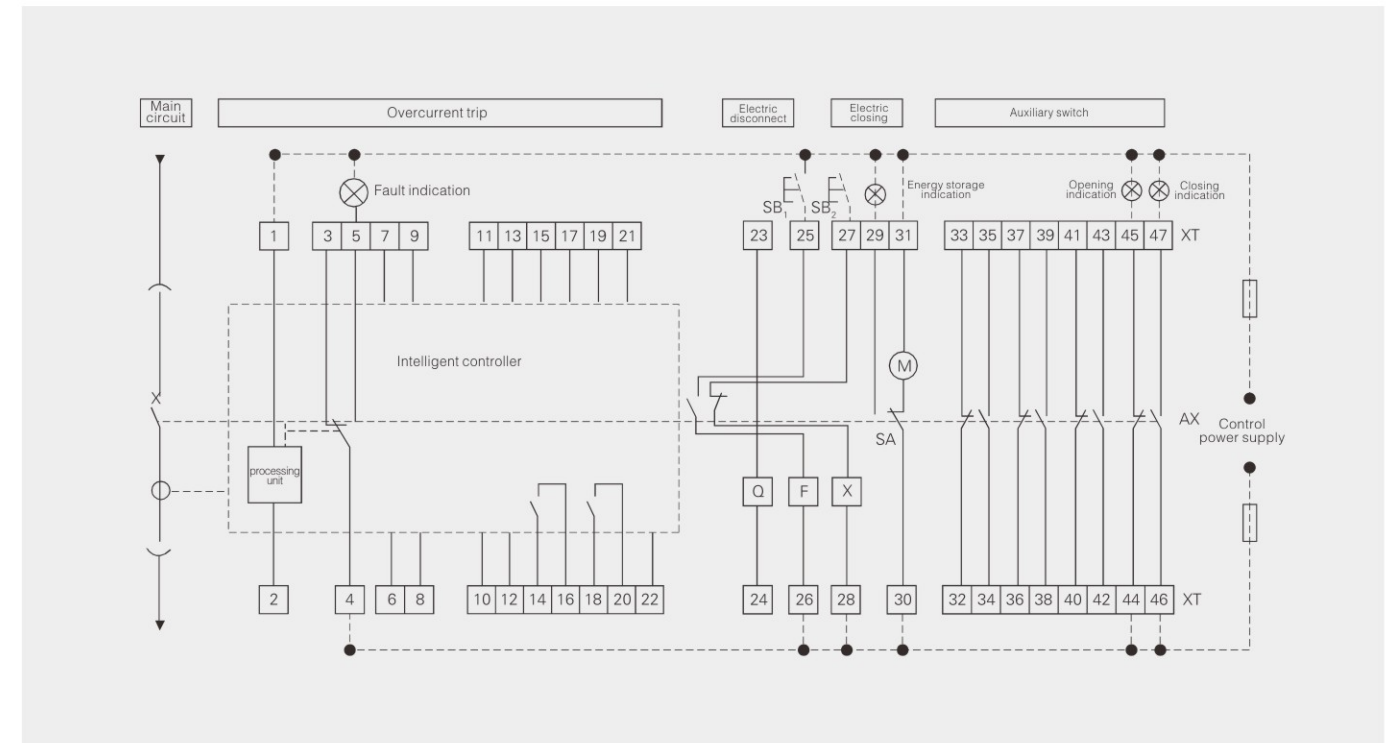 Main
circuit
Overcurrent trip
Electric
disconnect
Electric
closing
Auxiliary switch
Fault indication
SB1
SB2
Energy storage
indication
Opening
indication
Closing
indication
1 3 5 7 9 11 13 15 17 19 21 23 25 27 29 31 33 35 37 39 41 43 45 47 XT
Intelligent controller
M
SA
AX
Control
power supply
processing
unit
Q F X
2 4 6 8 10 12 14 16 18 20 22 24 26 28 30 32 34 36 38 40 42 44 46 XT